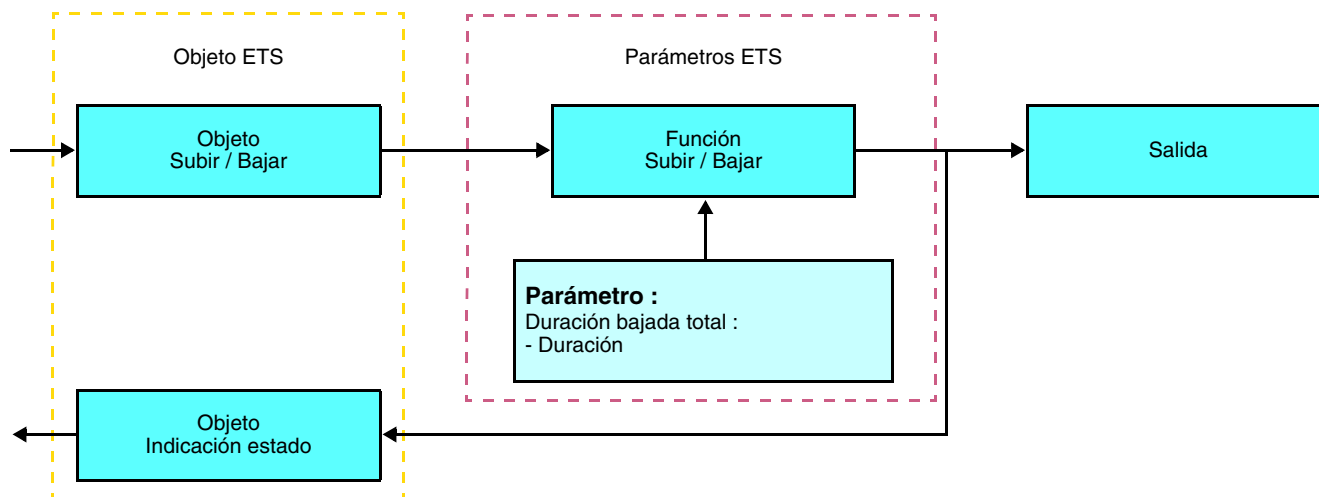 Objeto ETS
Parámetros ETS
Objeto
Subir / Bajar
Función
Subir / Bajar
Salida
Parámetro :
Duración bajada total :
- Duración
Objeto
Indicación estado